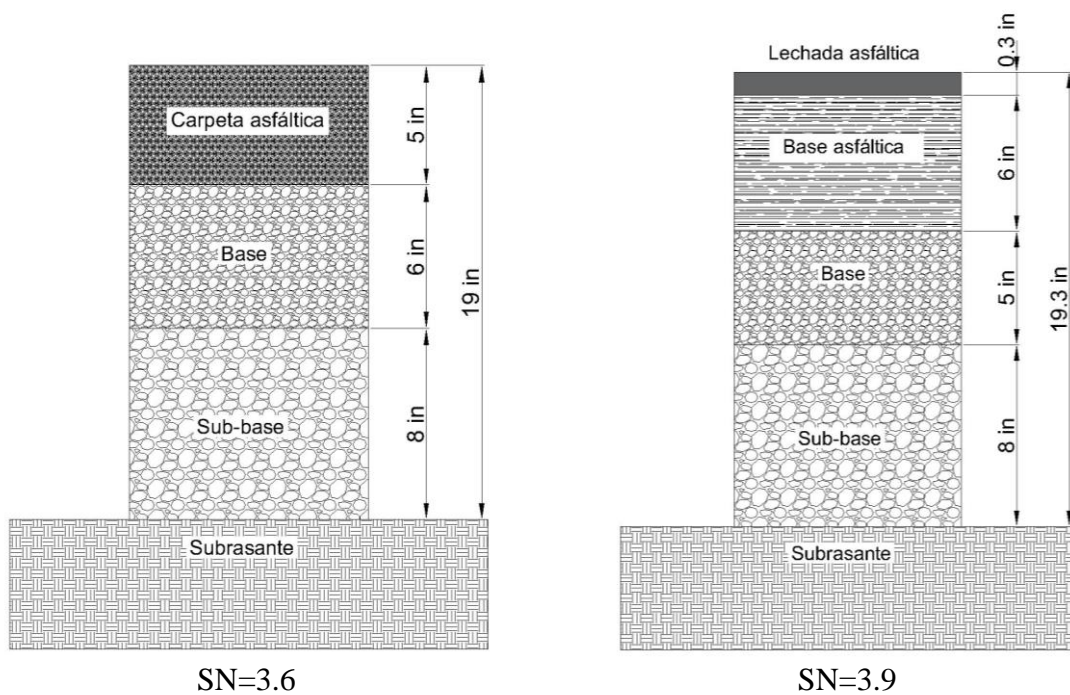 Carpeta asfáltica
Base
Sub-base
Subrasante
5 in
6 in
8 in
19 in
SN=3.6
Lechada asfáltica
Base asfáltica
Base
Sub-base
Subrasante
0.3 in
6 in
5 in
8 in
19.3 in
SN=3.9